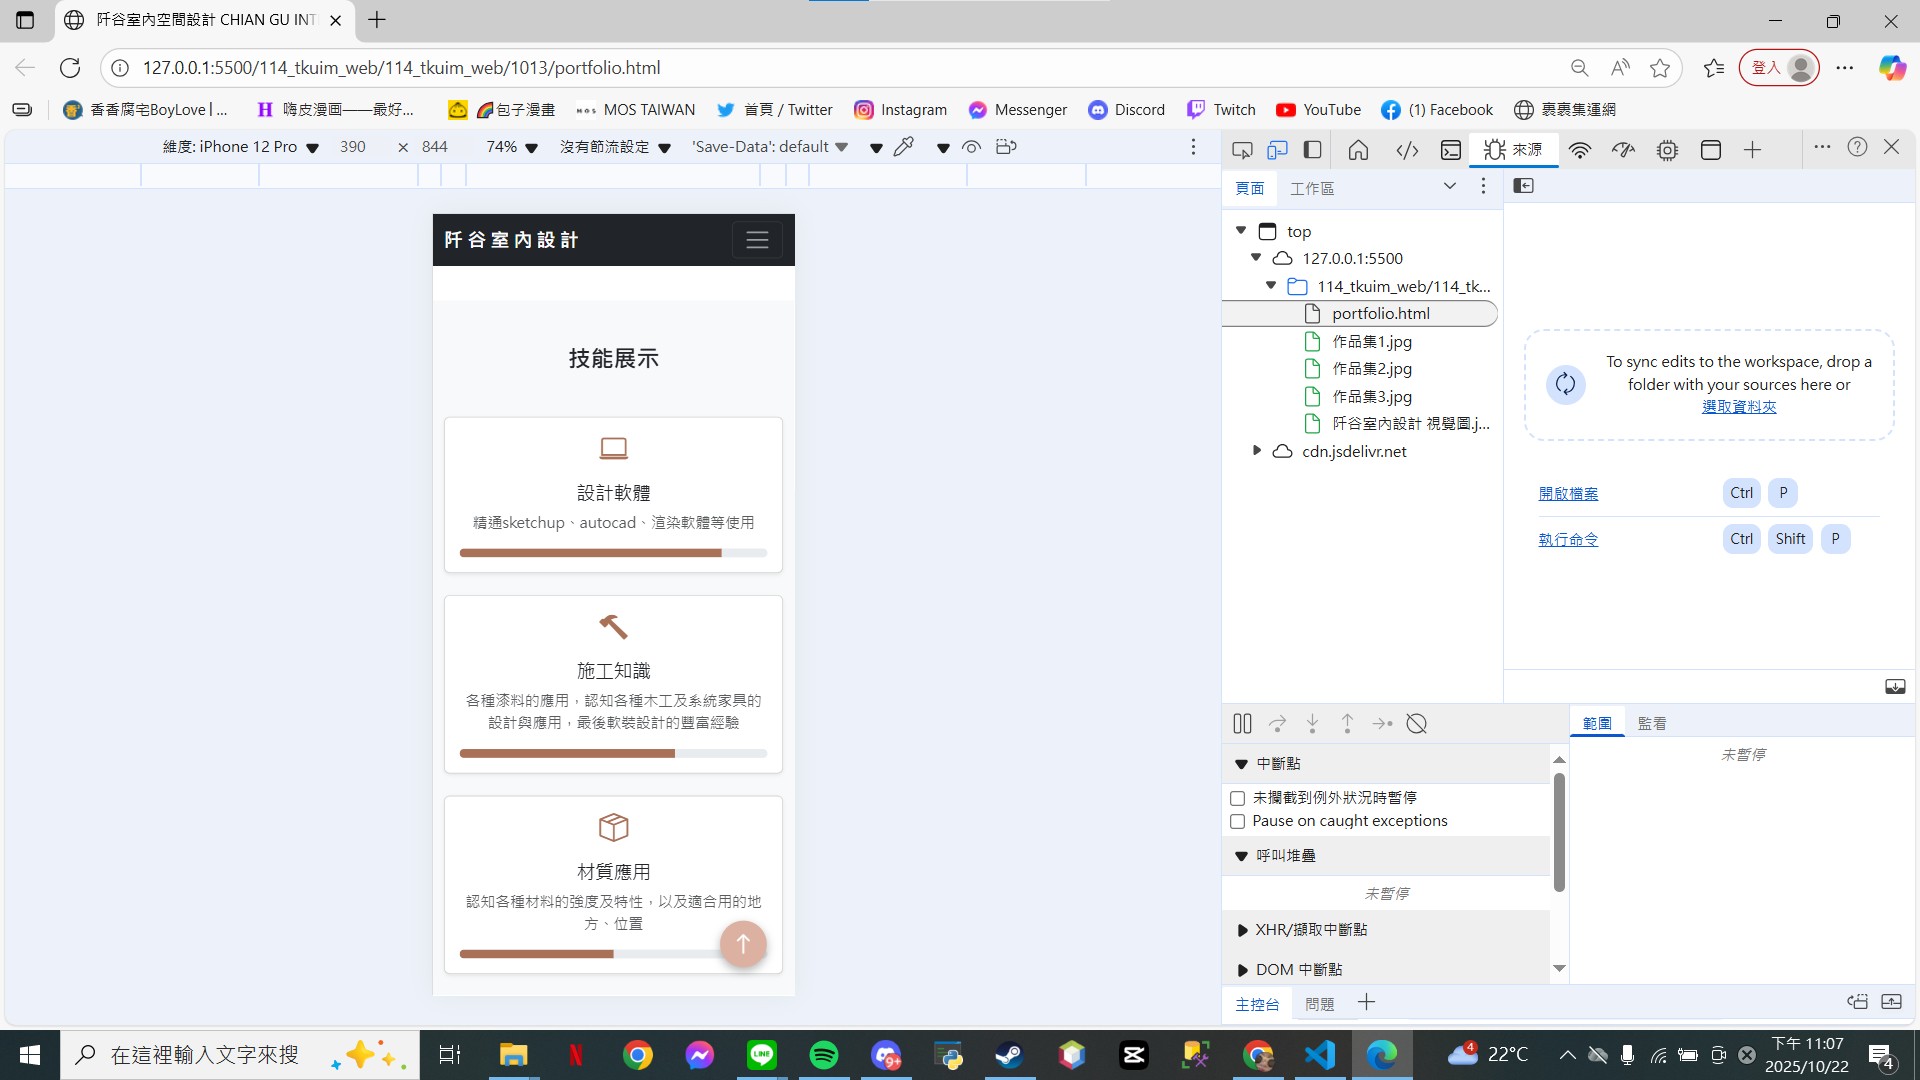 阡谷室內空間設計 CHIAN GU INT
127.0.0.1:5500/114_tkuim_web/114_tkuim_web/1013/portfolio.html
登入
香香腐宅BoyLove | ...
嗨皮漫画——最好...
🌈包子漫畫
MOS TAIWAN
首頁 / Twitter
Instagram
Messenger
Discord
Twitch
YouTube
(1) Facebook
裹裹集運網
維度: iPhone 12 Pro
390
×
844
74%
沒有節流設定
'Save-Data': default
來源
頁面
工作區
阡谷室內設計
技能展示
設計軟體
精通sketchup、autocad、渲染軟體等使用
施工知識
各種漆料的應用，認知各種木工及系統家具的
設計與應用，最後軟裝設計的豐富經驗
材質應用
認知各種材料的強度及特性，以及適合用的地
方、位置
top
127.0.0.1:5500
114_tkuim_web/114_tk...
portfolio.html
作品集1.jpg
作品集2.jpg
作品集3.jpg
阡谷室內設計 視覺圖.j...
cdn.jsdelivr.net
To sync edits to the workspace, drop a
folder with your sources here or
選取資料夾
開啟檔案
Ctrl P
執行命令
Ctrl Shift P
範圍
監看
未暫停
中斷點
未攔截到例外狀況時暫停
Pause on caught exceptions
呼叫堆疊
未暫停
XHR/擷取中斷點
DOM 中斷點
主控台
問題
在這裡輸入文字來搜
LINE
9+
4
22°C
下午 11:07
2025/10/22
4